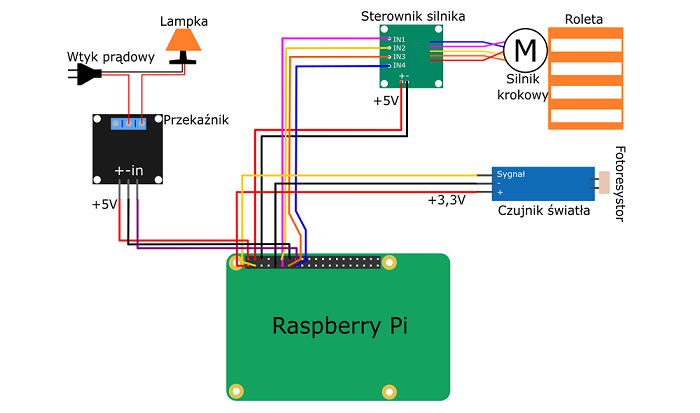 Lampka
Wtyk prądowy
Przekaźnik
+-in
+5V
Sterownik silnika
IN1
IN2
IN3
IN4
+-
+5V
M
Silnik
krokowy
Roleta
Sygnał
-
+
+3,3V
Czujnik światła
Fotoresystor
Raspberry Pi